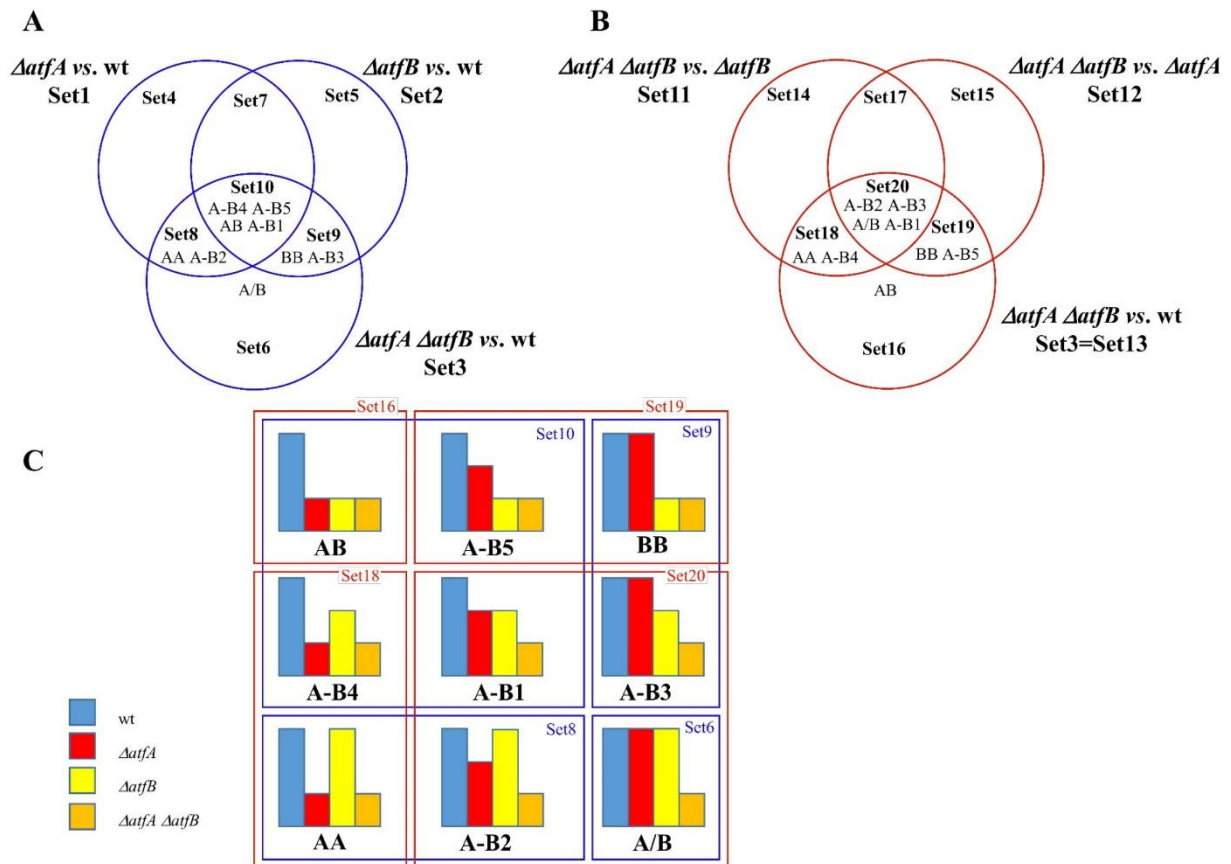 A
ΔatfA vs. wt
Set1
ΔatfB vs. wt
Set2
Set4
Set7
Set5
Set10
A-B4 A-B5
AB A-B1
Set8
AA A-B2
Set9
BB A-B3
A/B
Set6
ΔatfA ΔatfB vs. wt
Set3
B
ΔatfA ΔatfB vs. ΔatfB
Set11
ΔatfA ΔatfB vs. ΔatfA
Set12
Set14
Set17
Set15
Set20
A-B2 A-B3
A/B A-B1
Set18
AA A-B4
Set19
BB A-B5
AB
Set16
ΔatfA ΔatfB vs. wt
Set3=Set13
C
Set16
Set19
Set10
Set9
AB
A-B5
BB
Set18
Set20
A-B4
A-B1
A-B3
Set8
Set6
AA
A-B2
A/B
wt
ΔatfA
ΔatfB
ΔatfA ΔatfB